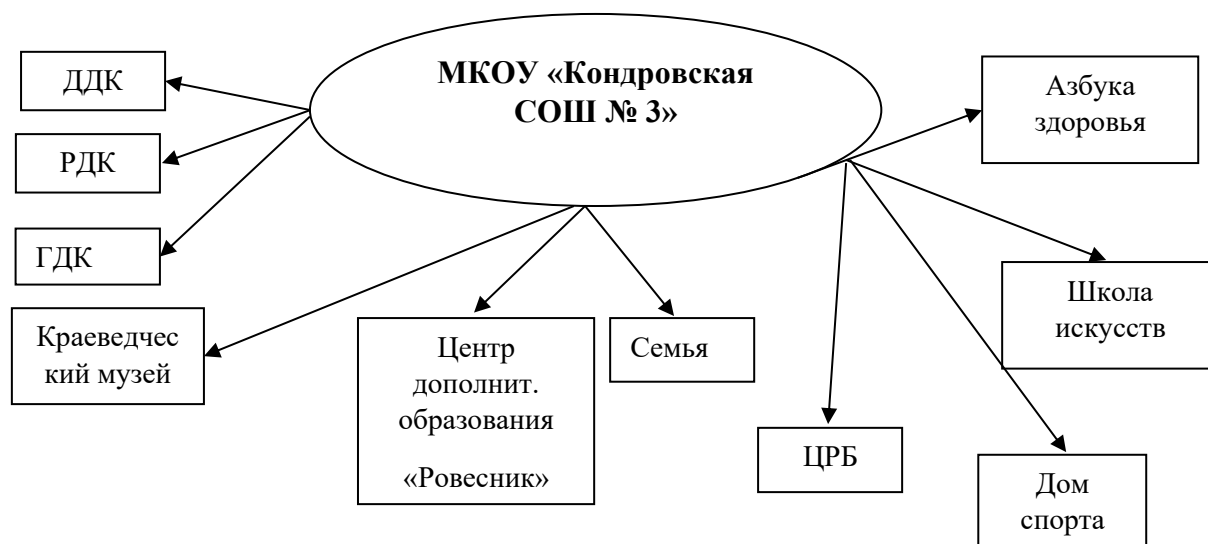 МКОУ «Кондровская
СОШ № 3»
ДДК
РДК
ГДК
Краеведчес
кий музей
Центр
дополнит.
образования
«Ровесник»
Семья
ЦРБ
Азбука
здоровья
Школа
искусств
Дом
спорта